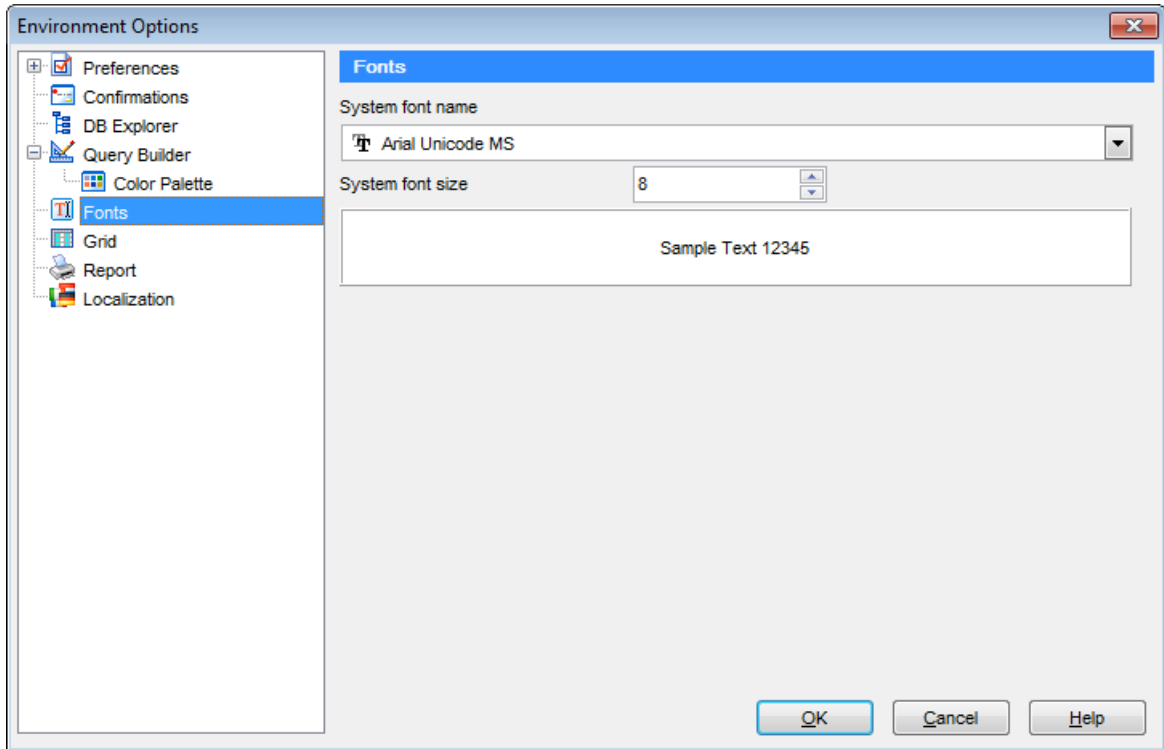 Environment Options
Preferences
Confirmations
DB Explorer
Query Builder
Color Palette
Fonts
Grid
Report
Localization
Fonts
System font name
Arial Unicode MS
System font size 8
Sample Text 12345
OK Cancel Help